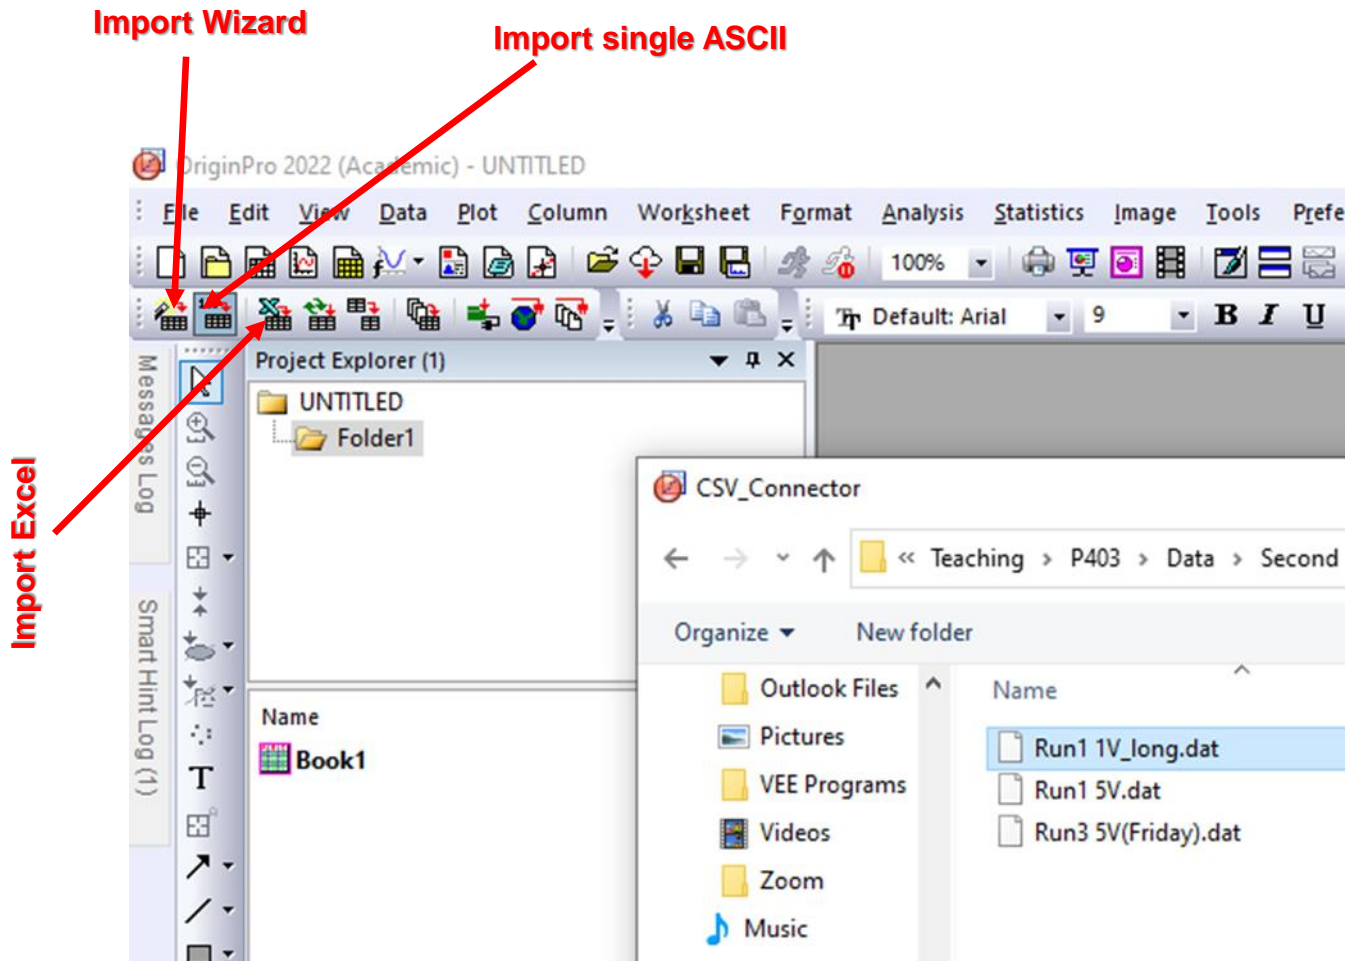 Import Wizard
Import single ASCII
OriginPro 2022 (Academic) - UNTITLED
File Edit View Data Plot Column Worksheet Format Analysis Statistics Image Tools Prefe
100%
Default: Arial 9 B I U
Messages Log
Smart Hint Log (1)
Import Excel
Project Explorer (1)
UNTITLED
Folder1
Name
Book1
T
CSV_Connector
« Teaching > P403 > Data > Second
Organize New folder
Outlook Files
Pictures
VEE Programs
Videos
Zoom
Music
Name
Run1 1V_long.dat
Run1 5V.dat
Run3 5V(Friday).dat